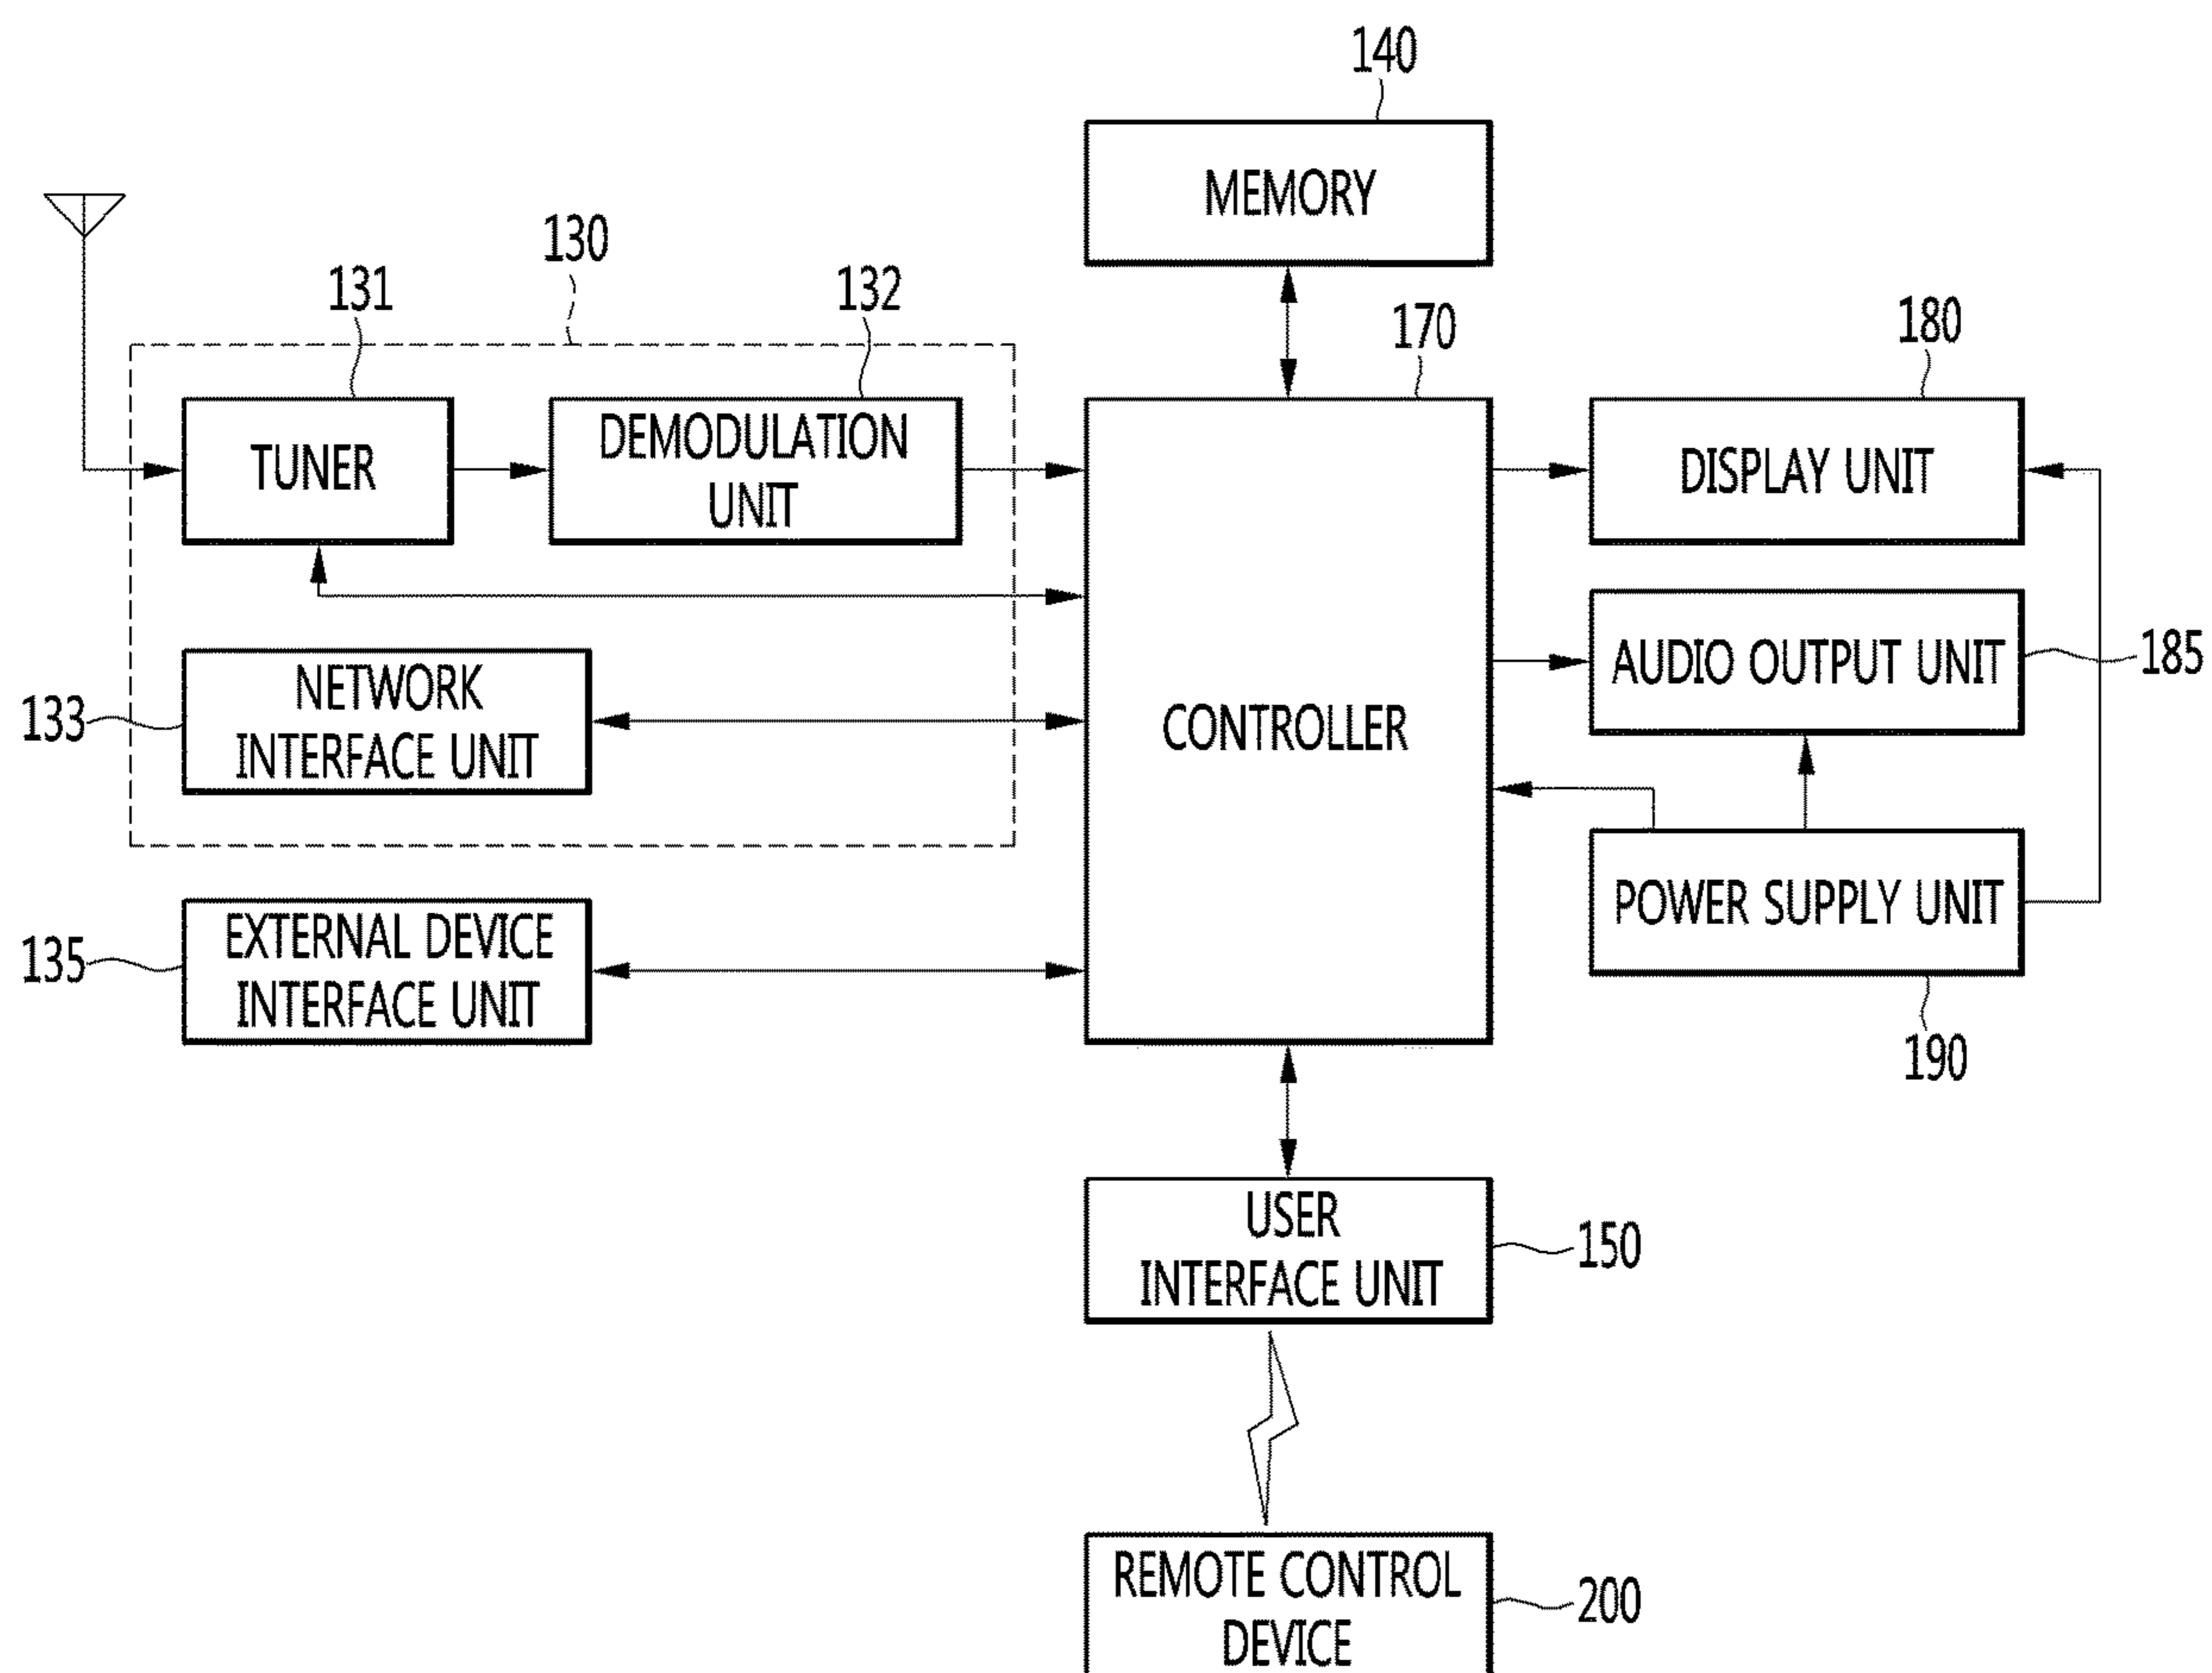 140
MEMORY
130
131
132
170
180
TUNER
DEMODULATION
UNIT
DISPLAY UNIT
133
NETWORK
INTERFACE UNIT
CONTROLLER
AUDIO OUTPUT UNIT
185
135
EXTERNAL DEVICE
INTERFACE UNIT
POWER SUPPLY UNIT
190
USER
INTERFACE UNIT
150
REMOTE CONTROL
DEVICE
200